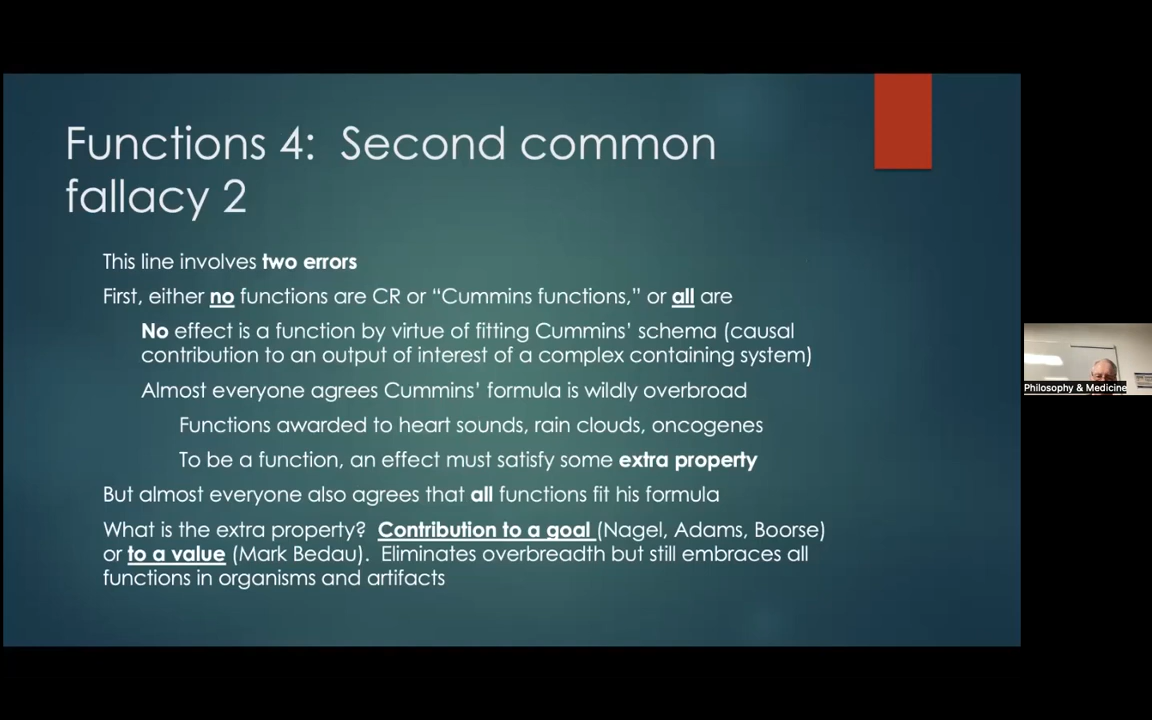 Functions 4:  Second common
fallacy 2
This line involves two errors
First, either no functions are CR or “Cummins functions,” or all are
No effect is a function by virtue of fitting Cummins’ schema (causal
contribution to an output of interest of a complex containing system)
Almost everyone agrees Cummins’ formula is wildly overbroad
Functions awarded to heart sounds, rain clouds, oncogenes
To be a function, an effect must satisfy some extra property
But almost everyone also agrees that all functions fit his formula
What is the extra property?  Contribution to a goal (Nagel, Adams, Boorse)
or to a value (Mark Bedau).  Eliminates overbreadth but still embraces all
functions in organisms and artifacts
Philosophy & Medicine